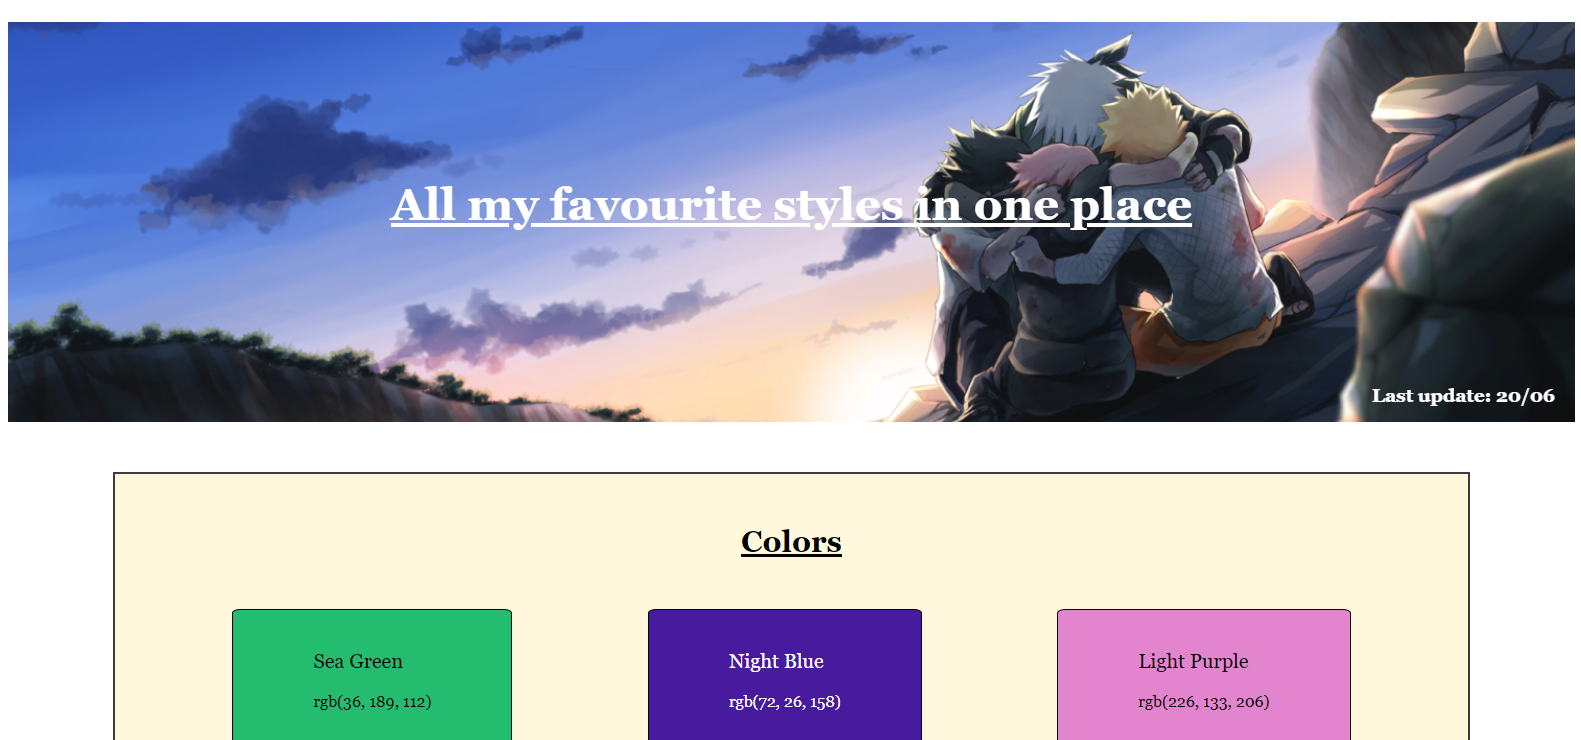 All my favourite styles in one place
Last update: 20/06
Colors
Sea Green
rgb(36, 189, 112)
Night Blue
rgb(72, 26, 158)
Light Purple
rgb(226, 133, 206)